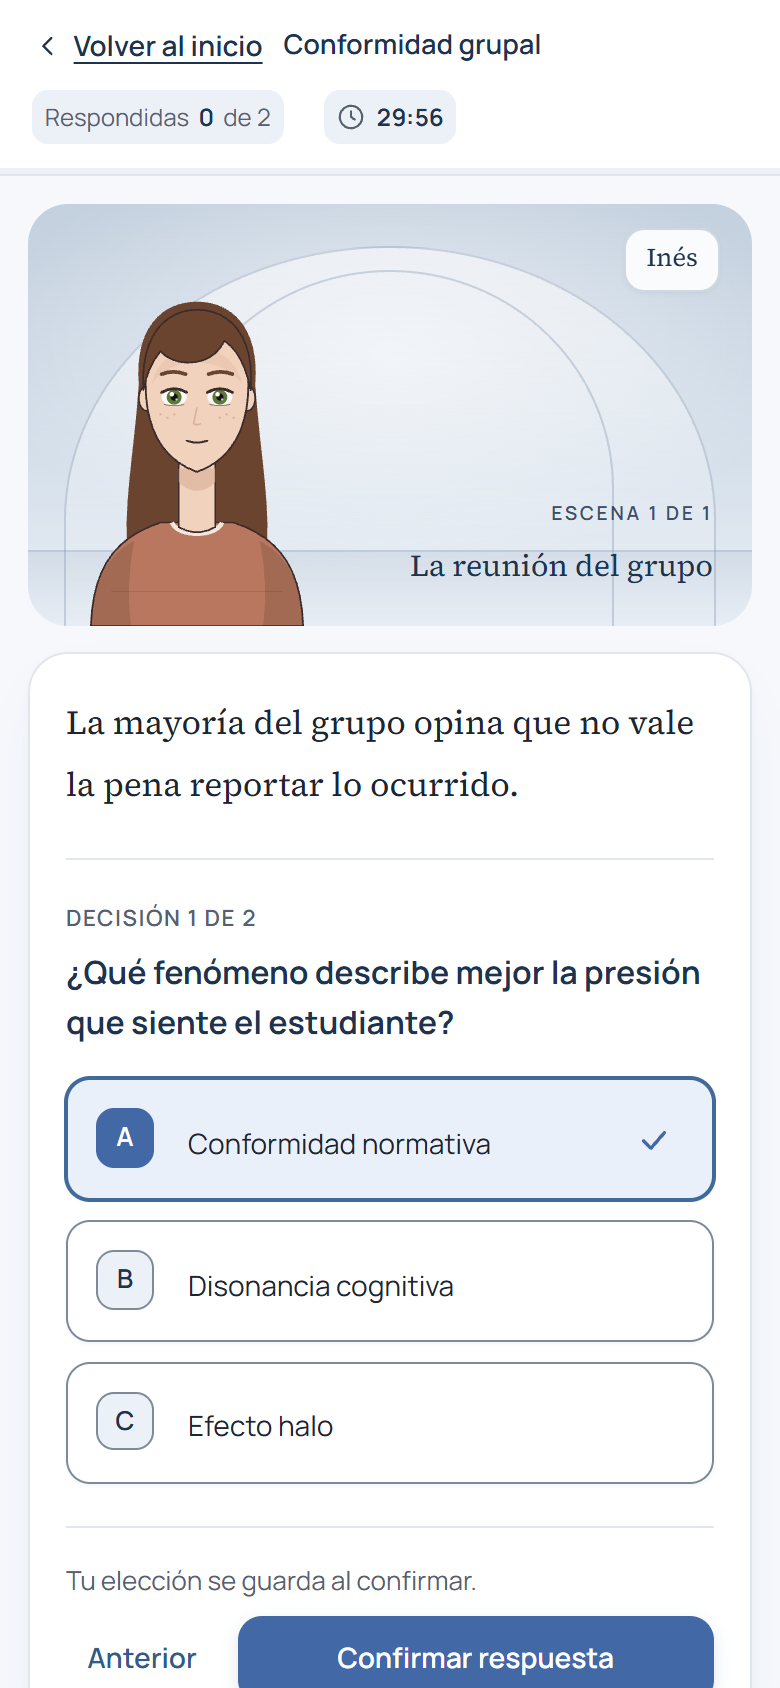 Volver al inicio Conformidad grupal
Respondidas 0 de 2 29:56
Inés
ESCENA 1 DE 1
La reunión del grupo
La mayoría del grupo opina que no vale
la pena reportar lo ocurrido.
DECISIÓN 1 DE 2
¿Qué fenómeno describe mejor la presión
que siente el estudiante?
A Conformidad normativa
B Disonancia cognitiva
C Efecto halo
Tu elección se guarda al confirmar.
Anterior Confirmar respuesta